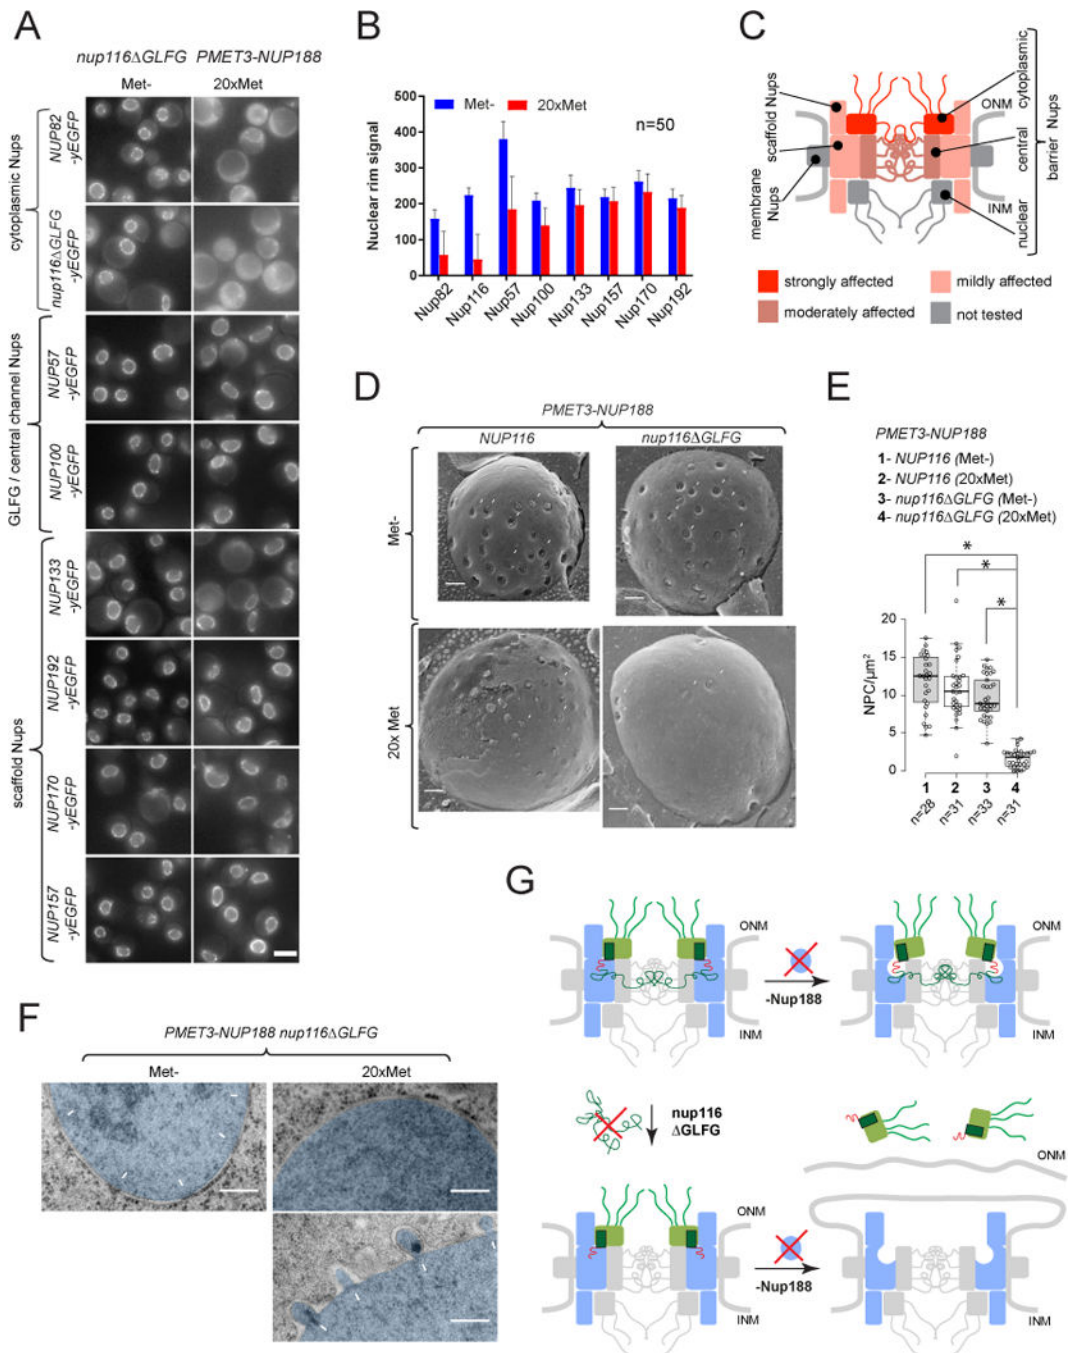 A
nup116ΔGLFG PMET3-NUP188
Met- 20xMet
cytoplasmic Nups
NUP82
-yEGFP
nup116ΔGLFG
-yEGFP
GLFG / central channel Nups
NUP57
-yEGFP
NUP100
-yEGFP
scaffold Nups
NUP133
-yEGFP
NUP192
-yEGFP
NUP170
-yEGFP
NUP157
-yEGFP
B
Met- 20xMet
n=50
Nuclear rim signal
500
400
300
200
100
0
Nup82 Nup116 Nup57 Nup100 Nup133 Nup157 Nup170 Nup192
C
scaffold Nups
membrane
Nups
ONM
INM
cytoplasmic
central
nuclear
barrier Nups
strongly affected
mildly affected
moderately affected
not tested
D
PMET3-NUP188
NUP116 nup116ΔGLFG
Met-
20x Met
E
PMET3-NUP188
1- NUP116 (Met-)
2- NUP116 (20xMet)
3- nup116ΔGLFG (Met-)
4- nup116ΔGLFG (20xMet)
*
*
*
NPC/µm²
20
15
10
5
0
1 2 3 4
n=28 n=31 n=33 n=31
F
PMET3-NUP188 nup116ΔGLFG
Met- 20xMet
G
ONM
INM
-Nup188
ONM
INM
nup116
ΔGLFG
ONM
INM
-Nup188
ONM
INM